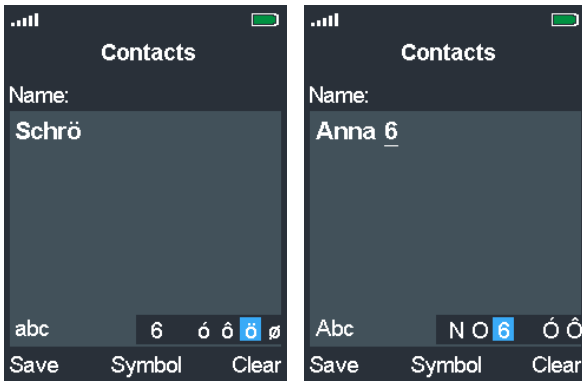 Contacts
Name:
Schrö
abc 6 ó ô ö ø
Save Symbol Clear
Contacts
Name:
Anna 6
Abc N O 6 Ó Ô
Save Symbol Clear